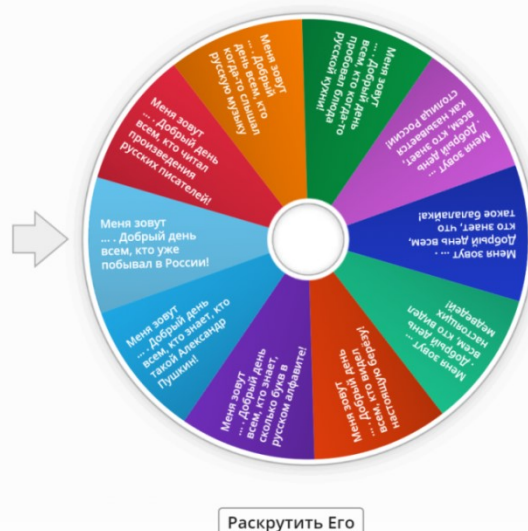 Меня зовут
... . Добрый день
всем, кто уже
побывал в России!
Меня зовут
... . Добрый день
всем, кто читал
произведения
русских писателей!
Меня зовут
... . Добрый
день всем, кто
когда-то слышал
русскую музыку
Меня зовут
... . Добрый день
всем, кто когда-то
пробовал блюда
русской кухни!
Меня зовут ...
. Добрый день
всем, кто знает,
как называется
столица России!
Меня зовут ... .
Добрый день всем,
кто знает, что
такое балалайка!
Меня зовут ...
. Добрый день
всем, кто видел
настоящих
медведей!
Меня зовут
... . Добрый день
всем, кто видел
настоящую берёзу!
Меня зовут
... . Добрый день
всем, кто знает,
сколько букв в
русском алфавите!
Меня зовут
... . Добрый день
всем, кто знает, кто
такой Александр
Пушкин!
Раскрутить Его